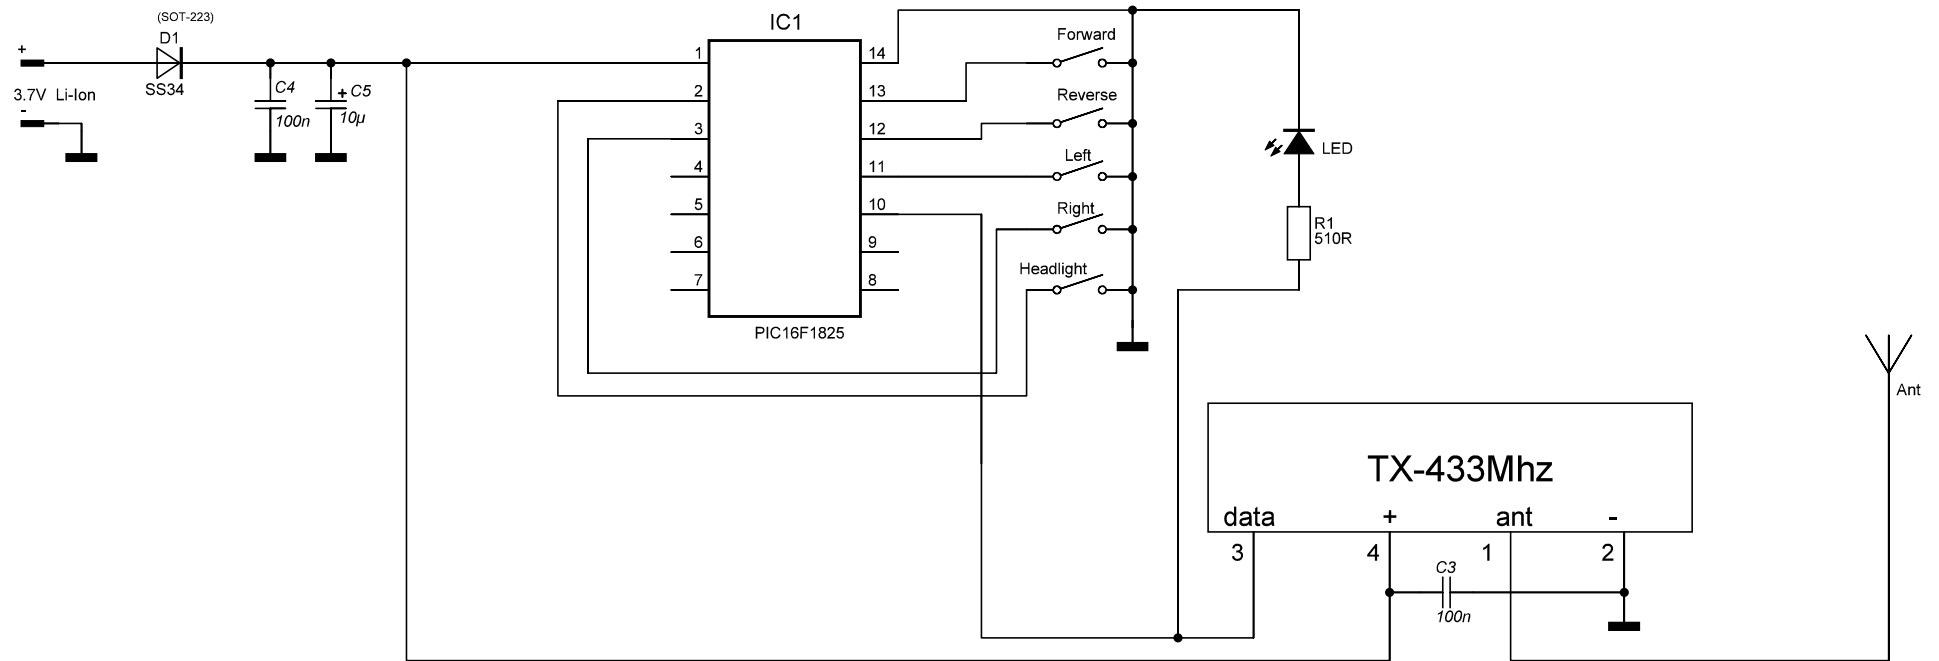 (SOT-223)
D1
SS34
+
3.7V Li-Ion
-
C4
100n
+ C5
10µ
IC1
1 14
2 13
3 12
4 11
5 10
6 9
7 8
PIC16F1825
Forward
Reverse
Left
Right
Headlight
LED
R1
510R
Ant
TX-433Mhz
data + ant -
3 4 1 2
C3
100n